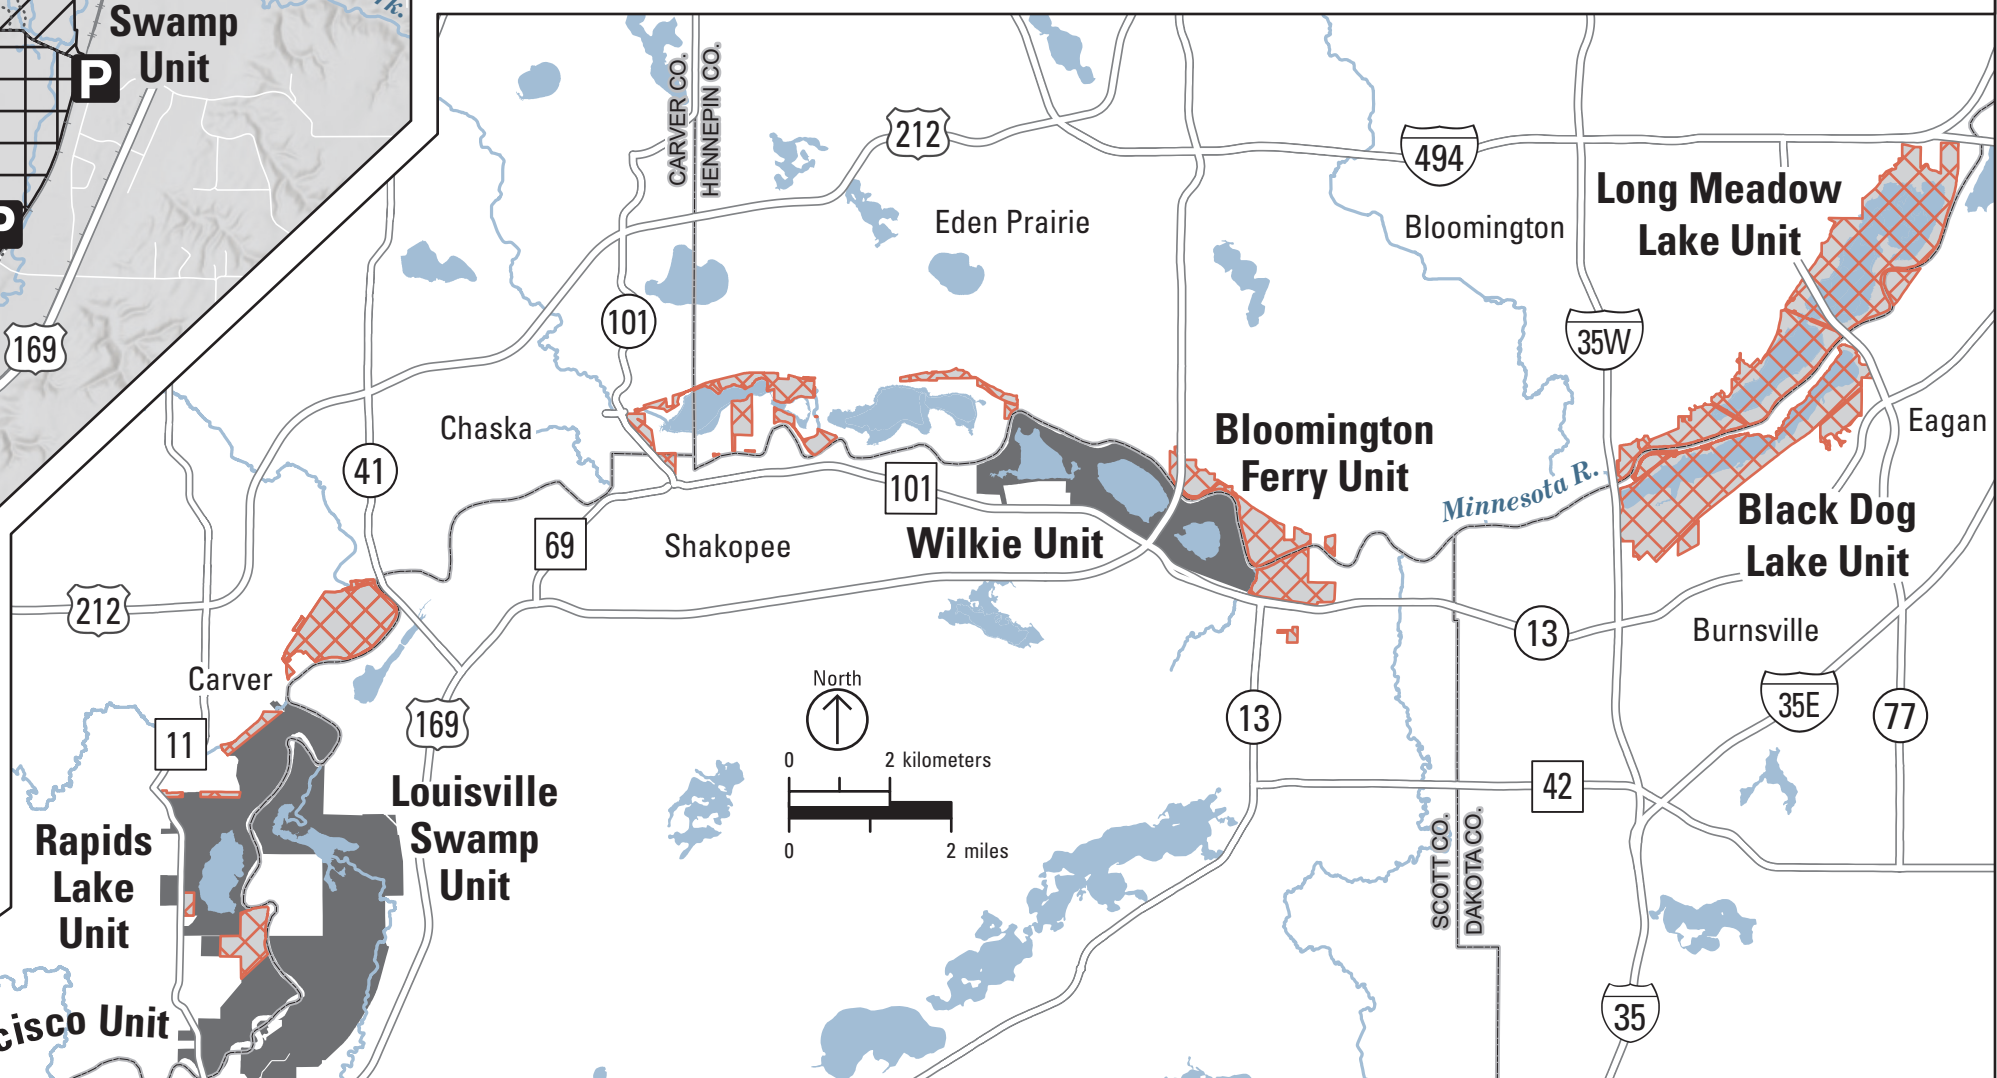 Swamp
Unit
rk.
P
P
169
CARVER CO.
HENNEPIN CO.
212
494
Long Meadow
Lake Unit
Eden Prairie
Bloomington
101
35W
Chaska
Bloomington
Ferry Unit
Eagan
41
101
Minnesota R.
Black Dog
Lake Unit
69
Shakopee
Wilkie Unit
212
13
Burnsville
Carver
North
169
13
35E
77
11
0
2 kilometers
0
2 miles
42
Louisville
Swamp
Unit
Rapids
Lake
Unit
SCOTT CO.
DAKOTA CO.
cisco Unit
35